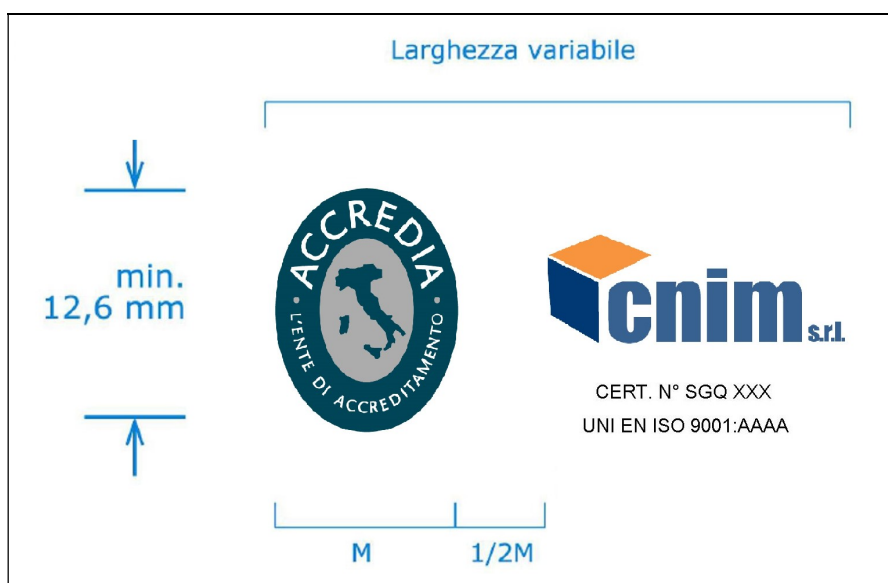 Larghezza variabile
min.
12,6 mm
ACCREDIA
L'ENTE DI ACCREDITAMENTO
cnim s.r.l.
CERT. N° SGQ XXX
UNI EN ISO 9001:AAAA
M
1/2M